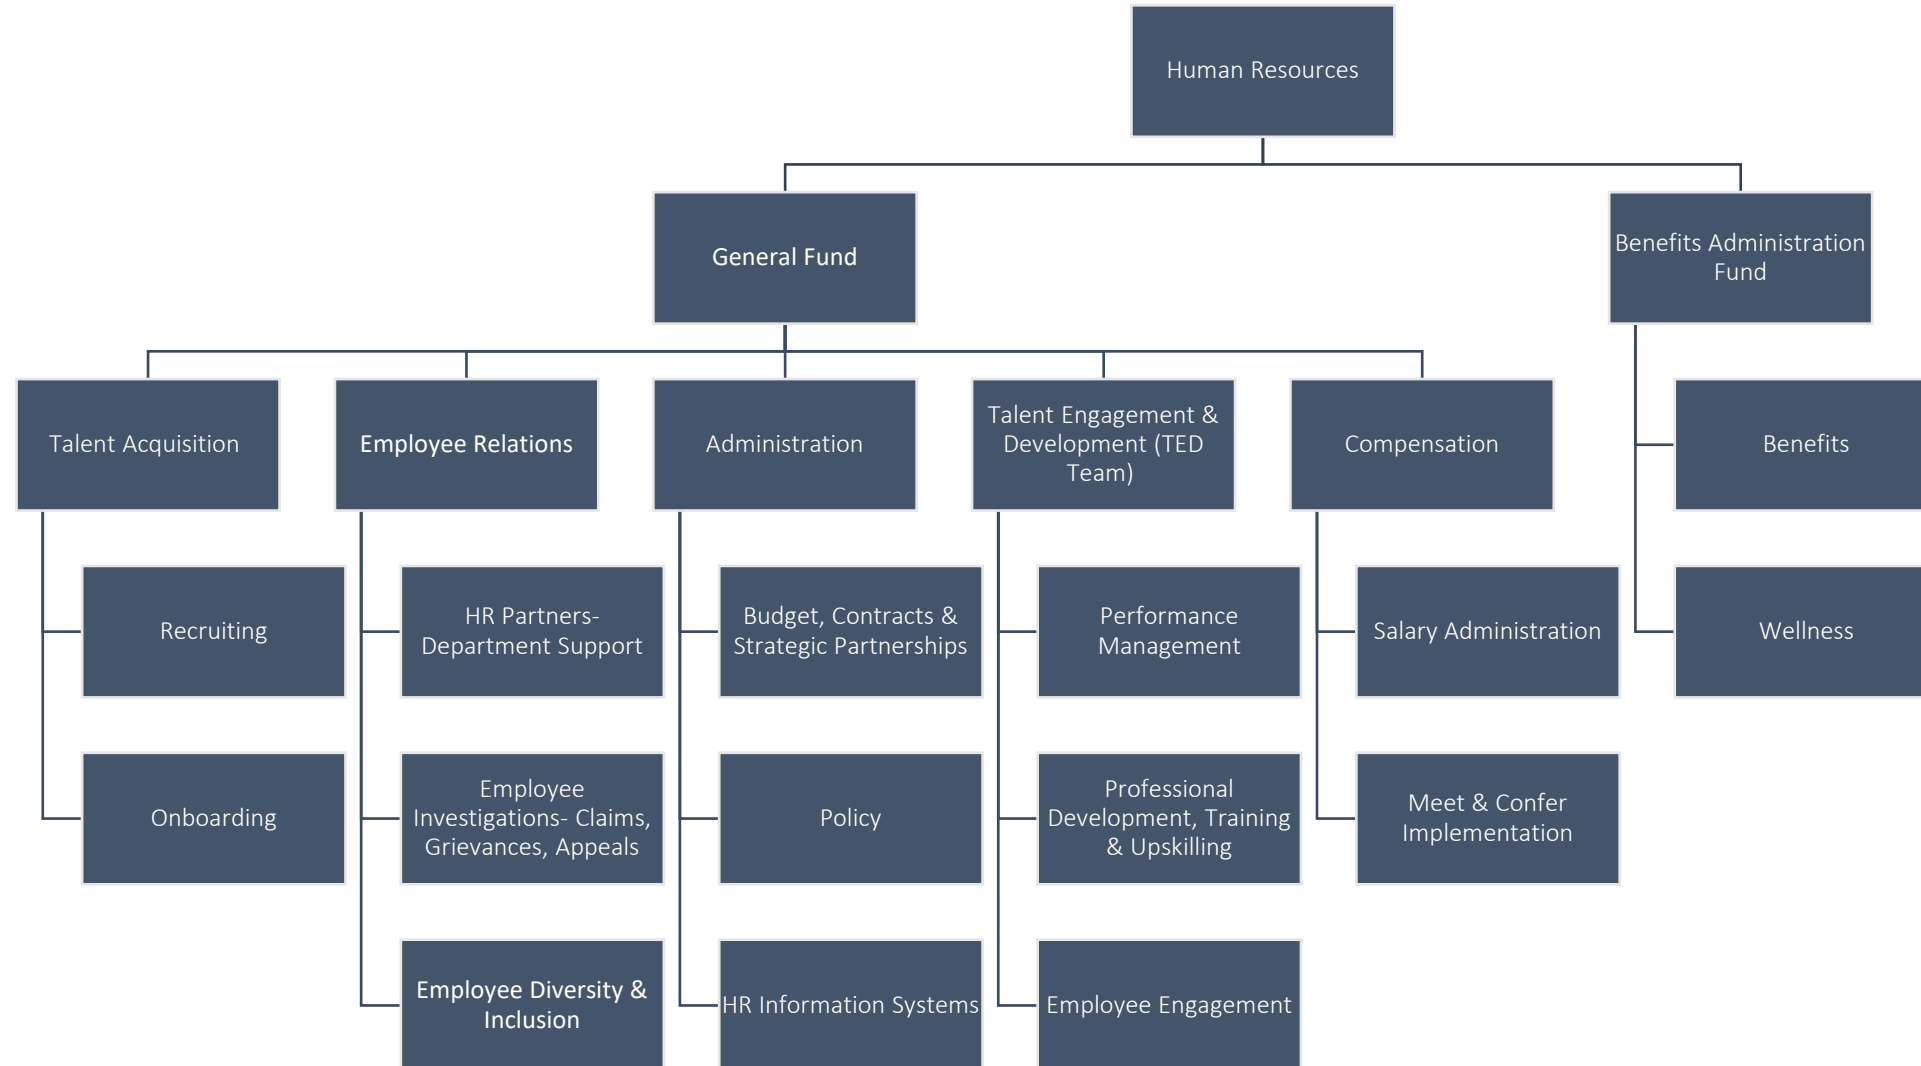 Human Resources
General Fund
Benefits Administration
Fund
Talent Acquisition
Employee Relations
Administration
Talent Engagement &
Development (TED
Team)
Compensation
Benefits
Recruiting
HR Partners-
Department Support
Budget, Contracts &
Strategic Partnerships
Performance
Management
Salary Administration
Wellness
Onboarding
Employee
Investigations- Claims,
Grievances, Appeals
Policy
Professional
Development, Training
& Upskilling
Meet & Confer
Implementation
Employee Diversity &
Inclusion
HR Information Systems
Employee Engagement